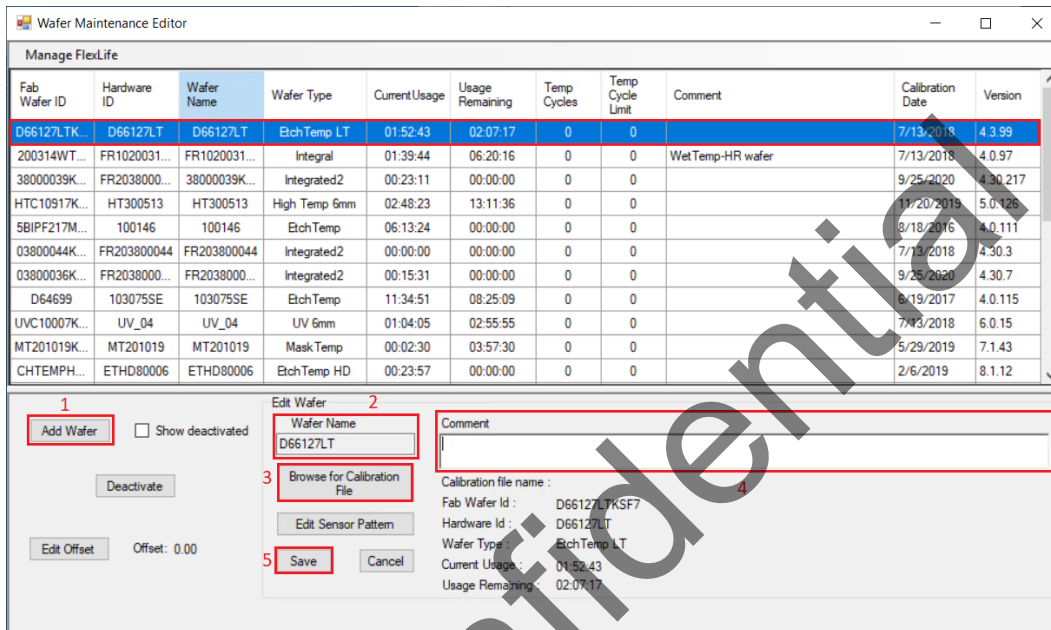 Wafer Maintenance Editor
Manage FlexLife
Fab Wafer ID Hardware ID Wafer Name Wafer Type CurrentUsage Usage Remaining Temp Cycles Temp Cycle Limit Comment Calibration Date Version
D66127LTK... D66127LT D66127LT EtchTemp LT 01:52:43 02:07:17 0 0 7/13/2018 4.3.99
200314WT... FR1020031... FR1020031... Integral 01:39:44 06:20:16 0 0 WetTemp-HR wafer 7/13/2018 4.0.97
38000039K... FR2038000... 38000039K... Integrated2 00:23:11 00:00:00 0 0 9/25/2020 4.30.217
HTC10917K... HT300513 HT300513 High Temp 6mm 02:48:23 13:11:36 0 0 11/20/2019 5.0.126
5BIPF217M... 100146 100146 EtchTemp 06:13:24 00:00:00 0 0 8/18/2016 4.0.111
03800044K... FR203800044 FR203800044 Integrated2 00:00:00 00:00:00 0 0 7/13/2018 4.30.3
03800036K... FR2038000... FR2038000... Integrated2 00:15:31 00:00:00 0 0 9/25/2020 4.30.7
D64699 103075SE 103075SE EtchTemp 11:34:51 08:25:09 0 0 6/19/2017 4.0.115
UVC10007K... UV_04 UV_04 UV 6mm 01:04:05 02:55:55 0 0 7/13/2018 6.0.15
MT201019K... MT201019 MT201019 MaskTemp 00:02:30 03:57:30 0 0 5/29/2019 7.1.43
CHTEMPH... ETHD80006 ETHD80006 EtchTemp HD 00:23:57 00:00:00 0 0 2/6/2019 8.1.12
Edit Wafer
1 2
Add Wafer Show deactivated Wafer Name Comment
D66127LT
3 Browse for Calibration File
4
Calibration file name :
Deactivate
Fab Wafer Id : D66127LTKSF7
Edit Sensor Pattern Hardware Id : D66127LT
Wafer Type : EtchTemp LT
Edit Offset Offset: 0.00
5 Save Cancel Current Usage : 01:52:43
Usage Remaining : 02:07:17
Confidential